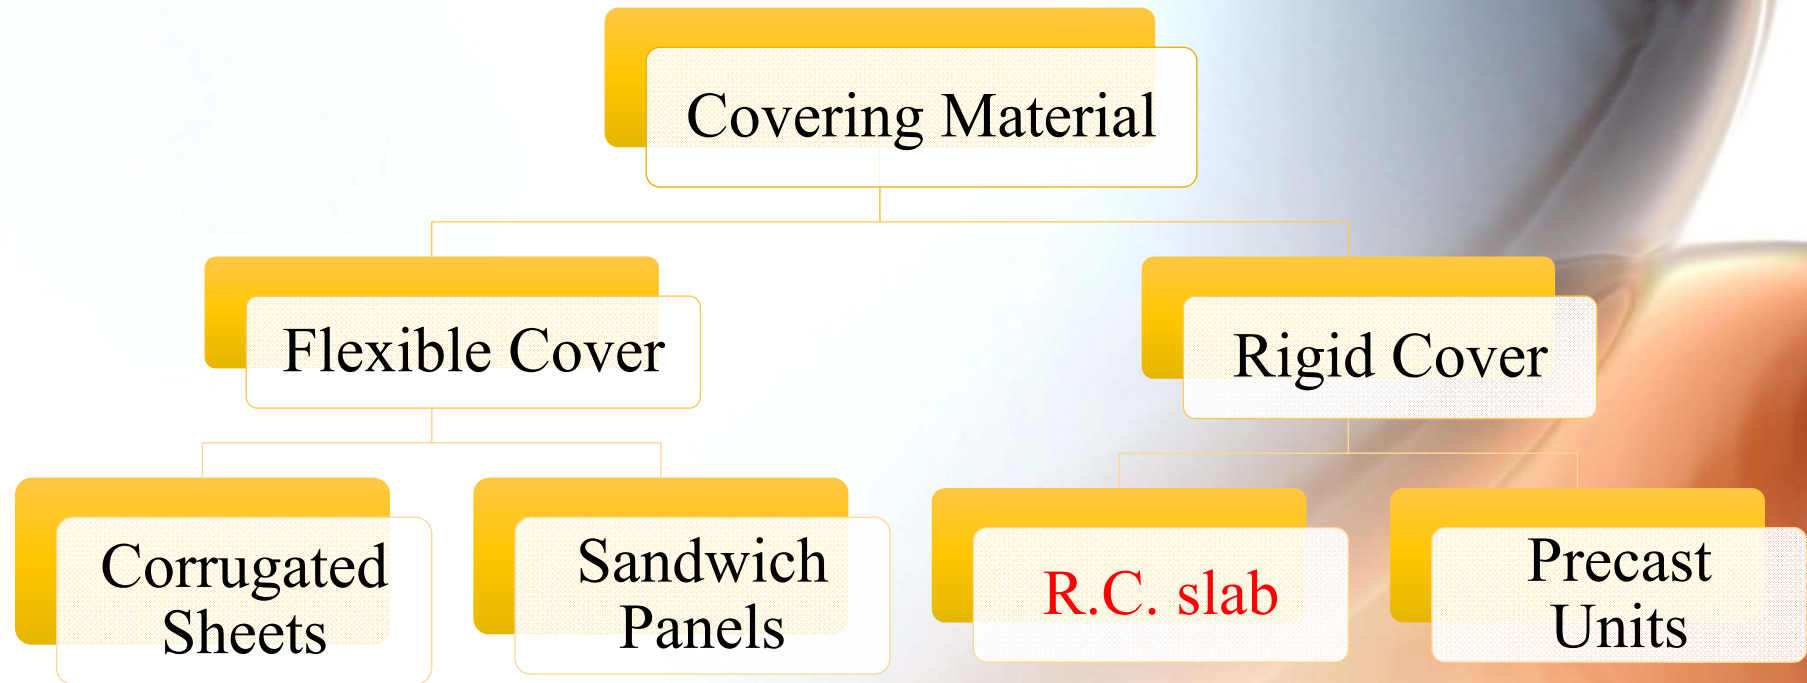 Covering Material
Flexible Cover
Rigid Cover
Corrugated
Sheets
Sandwich
Panels
R.C. slab
Precast
Units